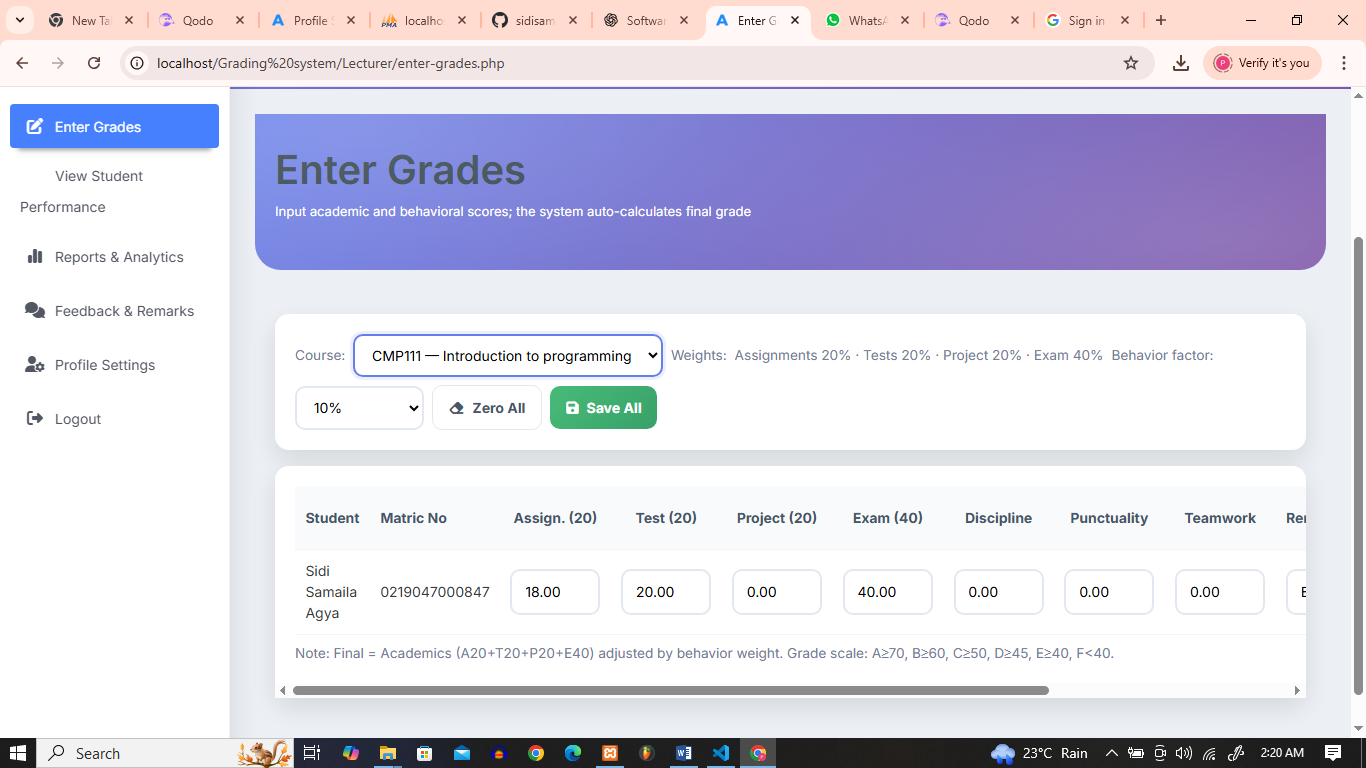 New Ta
Qodo
Profile S
localho
sidisam
Softwar
Enter G
WhatsA
Qodo
Sign in
localhost/Grading%20system/Lecturer/enter-grades.php
Verify it's you
Enter Grades
View Student
Performance
Reports & Analytics
Feedback & Remarks
Profile Settings
Logout
Enter Grades
Input academic and behavioral scores; the system auto-calculates final grade
Course: CMP111 — Introduction to programming Weights: Assignments 20% · Tests 20% · Project 20% · Exam 40% Behavior factor:
10% Zero All Save All
Student Matric No Assign. (20) Test (20) Project (20) Exam (40) Discipline Punctuality Teamwork
Sidi
Samaila
Agya
0219047000847 18.00 20.00 0.00 40.00 0.00 0.00 0.00
Note: Final = Academics (A20+T20+P20+E40) adjusted by behavior weight. Grade scale: A≥70, B≥60, C≥50, D≥45, E≥40, F<40.
Search
23°C Rain
2:20 AM